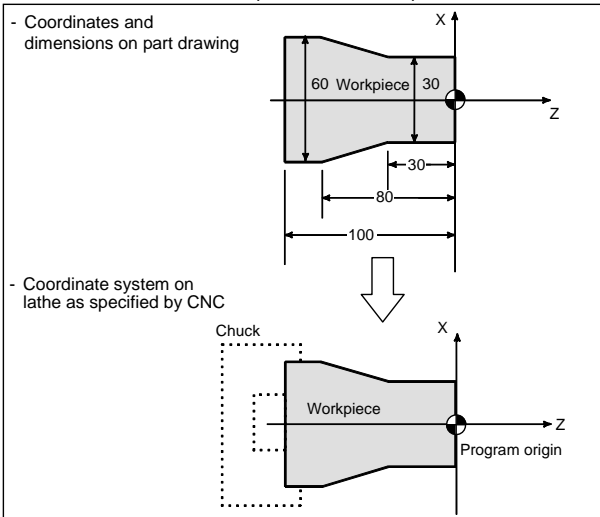 - Coordinates and
dimensions on part drawing
X
60 Workpiece 30
Z
30
80
100
- Coordinate system on
lathe as specified by CNC
Chuck
X
Workpiece
Z
Program origin